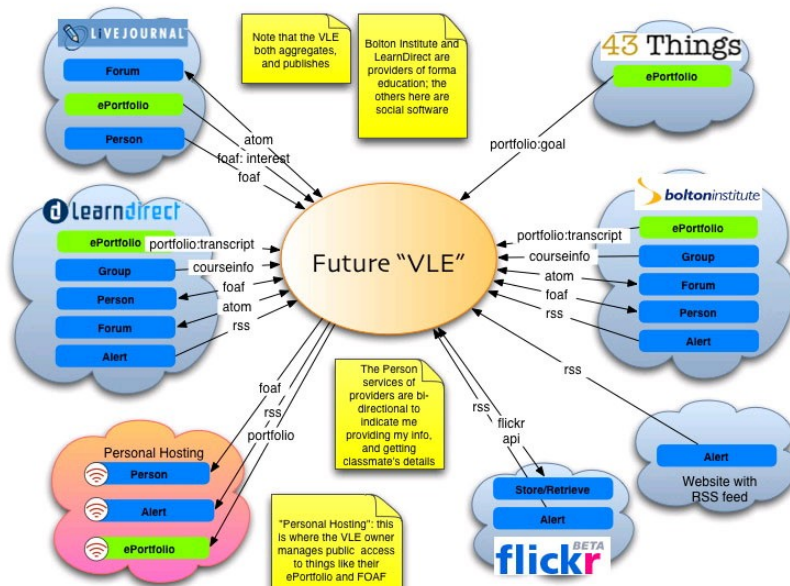 LiVEJOURNAL
Forum
ePortfolio
Person
atom
foaf: interest
foaf
Note that the VLE
both aggregates,
and publishes
Bolton Institute and
LearnDirect are
providers of forma
education; the
others here are
social software
43 Things
ePortfolio
portfolio:goal
learndirect
ePortfolio
Group
Person
Forum
Alert
portfolio:transcript
courseinfo
foaf
atom
rss
Future "VLE"
boltoninstitute
ePortfolio
Group
Forum
Person
Alert
portfolio:transcript
courseinfo
atom
foaf
rss
foaf
rss
portfolio
Personal Hosting
Person
Alert
ePortfolio
The Person
services of
providers are bi-
directional to
indicate me
providing my info,
and getting
classmate's details
"Personal Hosting": this
is where the VLE owner
manages public access
to things like their
ePortfolio and FOAF
rss
flickr
api
Store/Retrieve
Alert
flickr
BETA
rss
Alert
Website with
RSS feed